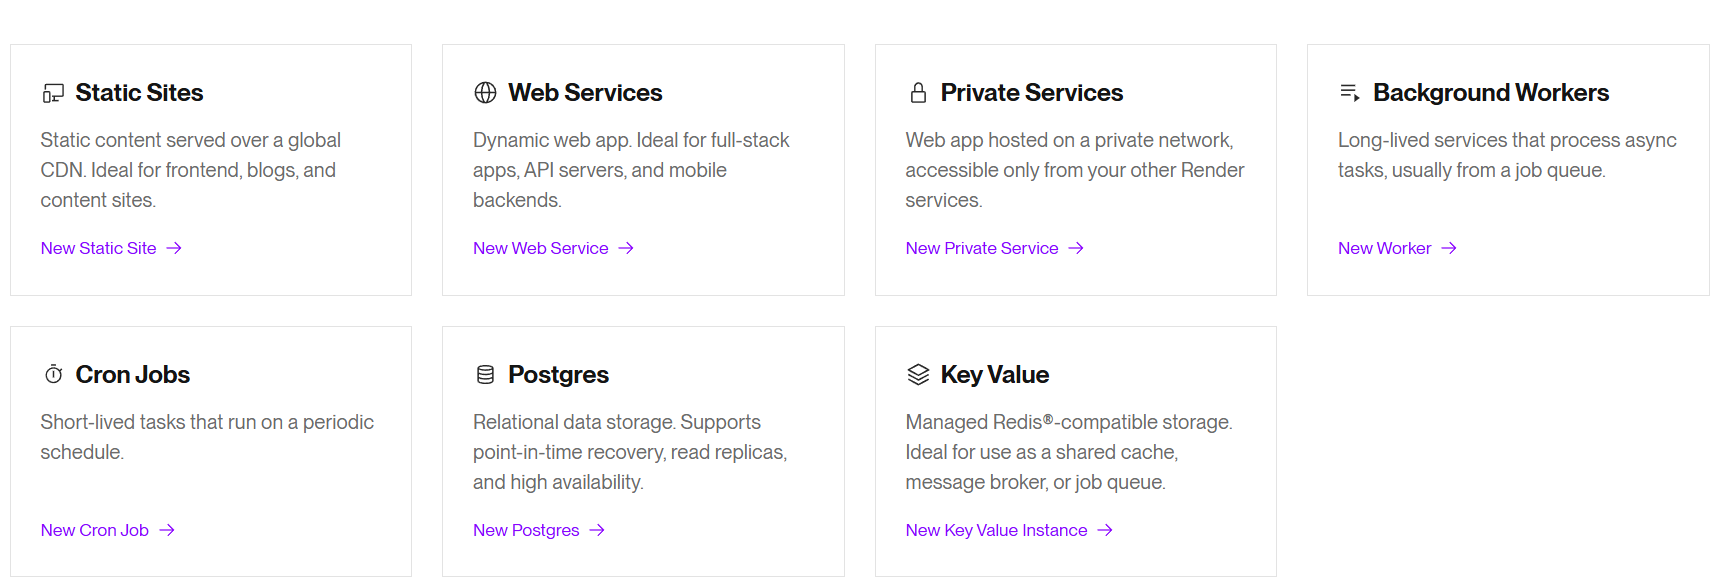 Static Sites
Static content served over a global
CDN. Ideal for frontend, blogs, and
content sites.
New Static Site
Web Services
Dynamic web app. Ideal for full-stack
apps, API servers, and mobile
backends.
New Web Service
Private Services
Web app hosted on a private network,
accessible only from your other Render
services.
New Private Service
Background Workers
Long-lived services that process async
tasks, usually from a job queue.
New Worker
Cron Jobs
Short-lived tasks that run on a periodic
schedule.
New Cron Job
Postgres
Relational data storage. Supports
point-in-time recovery, read replicas,
and high availability.
New Postgres
Key Value
Managed Redis®-compatible storage.
Ideal for use as a shared cache,
message broker, or job queue.
New Key Value Instance